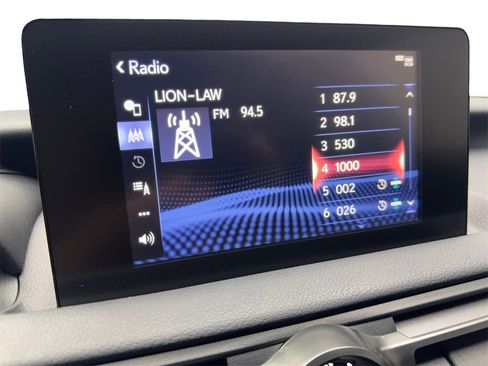 < Radio
LION-LAW
FM 94.5
1 87.9
2 98.1
3 530
4 1000
5 002
6 026